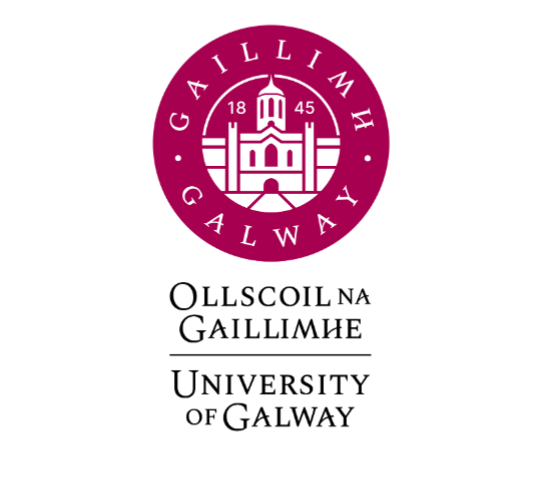 GAILLIMH
18 45
GALWAY
OLLSCOIL NA
GAILLIMHE
UNIVERSITY
OF GALWAY